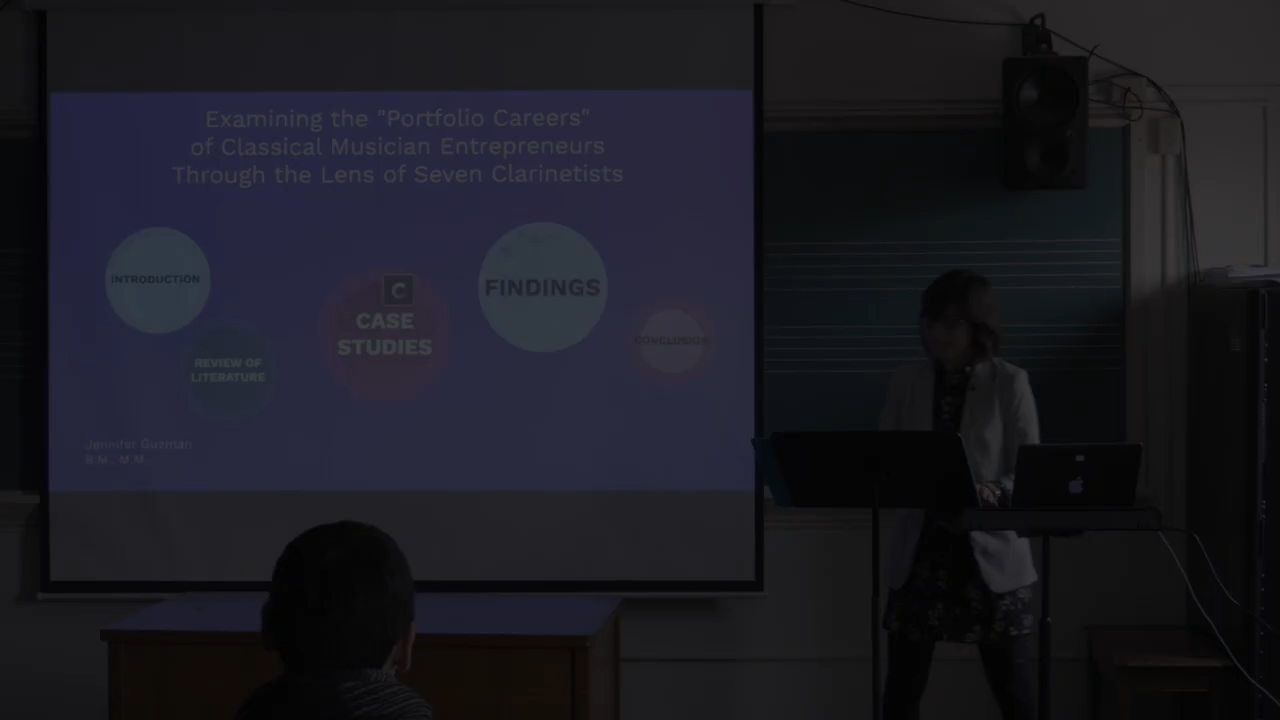 Examining the "Portfolio Careers"
of Classical Musician Entrepreneurs
Through the Lens of Seven Clarinetists
INTRODUCTION
REVIEW OF
LITERATURE
C
CASE
STUDIES
FINDINGS
CONCLUSION
Jennifer Guzman
B.M., M.M.